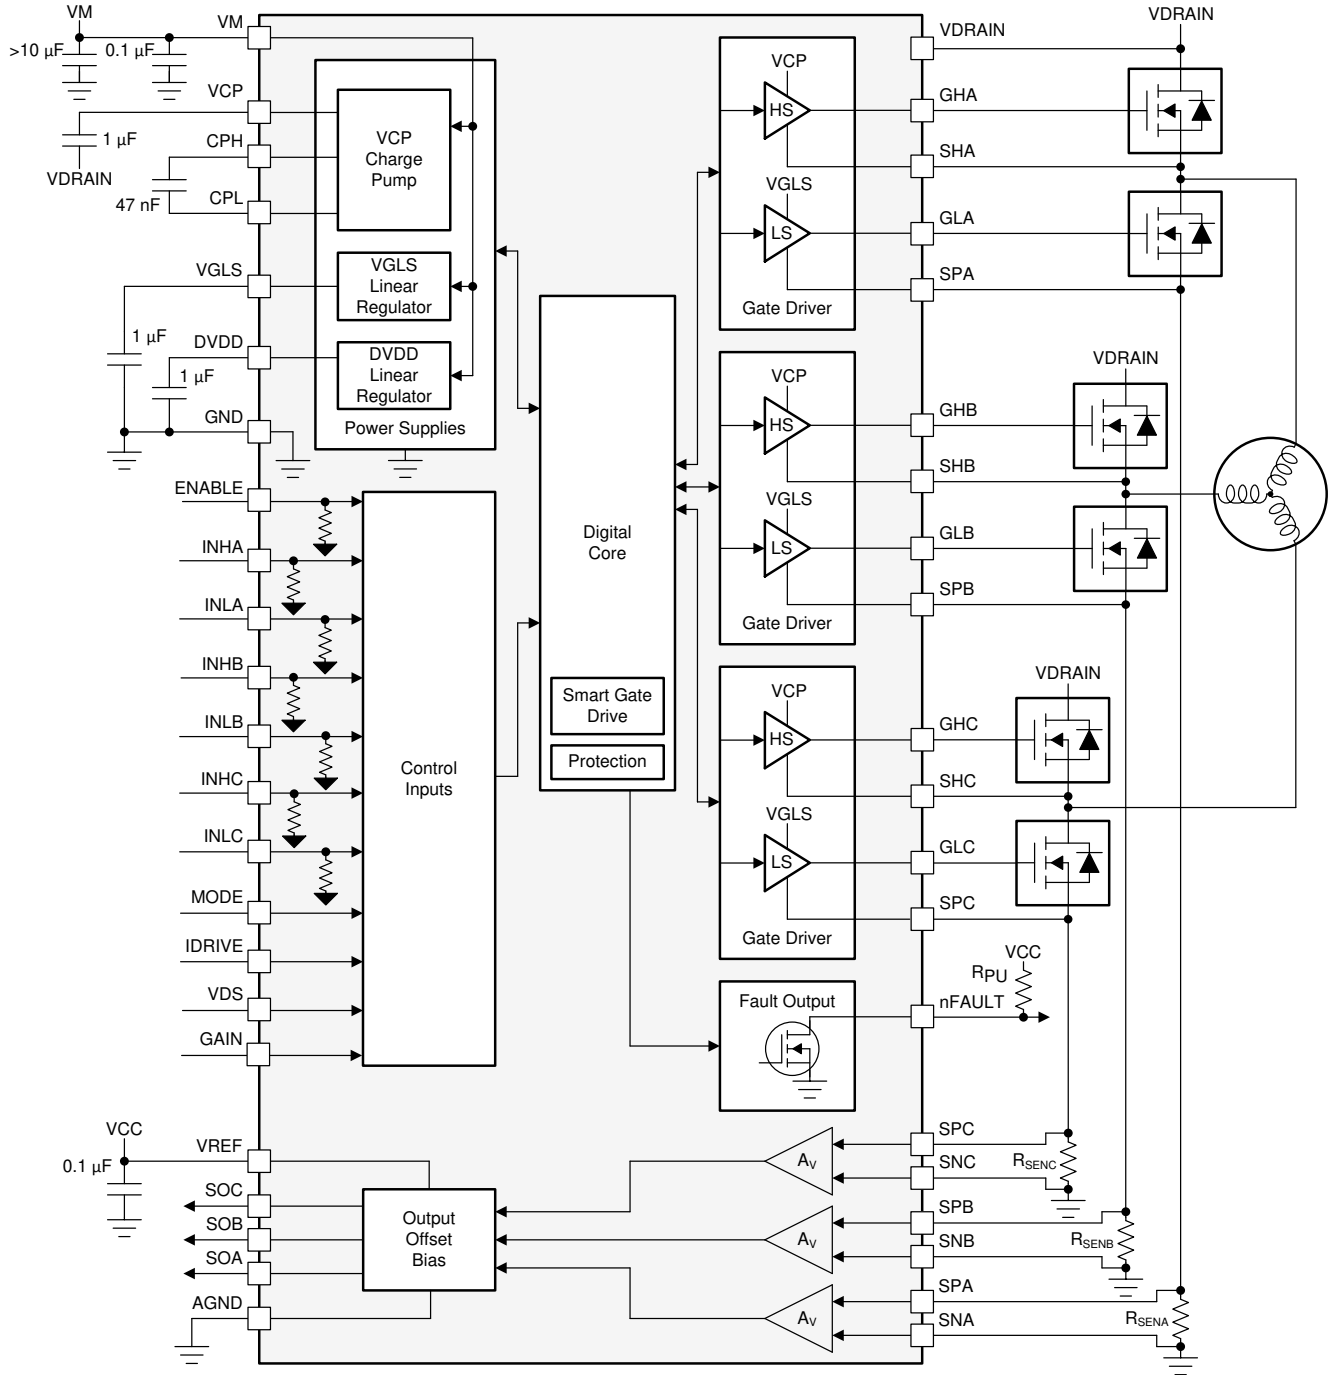 VM
VM
>10 µF
0.1 µF
VCP
1 µF
VDRAIN
CPH
47 nF
CPL
VCP
Charge
Pump
VGLS
VGLS
Linear
Regulator
1 µF
DVDD
1 µF
DVDD
Linear
Regulator
GND
Power Supplies
ENABLE
INHA
INLA
INHB
INLB
INHC
INLC
MODE
IDRIVE
VDS
GAIN
Control
Inputs
Digital
Core
Smart Gate
Drive
Protection
VCP
HS
VGLS
LS
Gate Driver
VCP
HS
VGLS
LS
Gate Driver
VCP
HS
VGLS
LS
Gate Driver
Fault Output
VDRAIN
VDRAIN
GHA
SHA
GLA
SPA
VDRAIN
GHB
SHB
GLB
SPB
VDRAIN
GHC
SHC
GLC
SPC
VCC
RPU
nFAULT
VCC
0.1 µF
VREF
SOC
SOB
SOA
AGND
Output
Offset
Bias
AV
AV
AV
SPC
SNC
RSENC
SPB
SNB
RSENB
SPA
SNA
RSENA